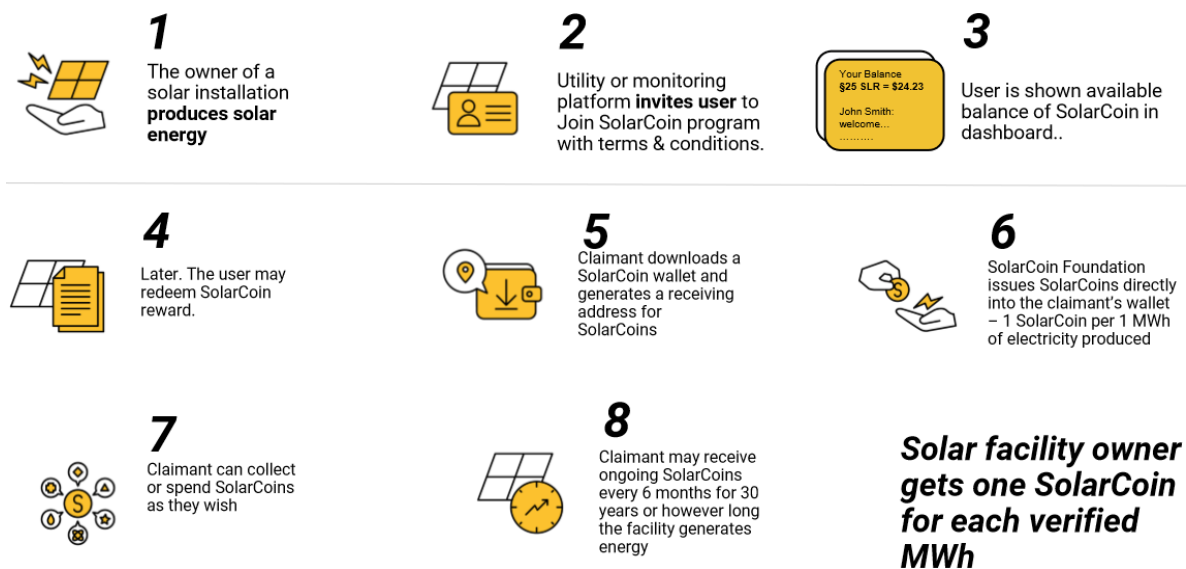 1
The owner of a
solar installation
produces solar
energy
2
Utility or monitoring
platform invites user to
Join SolarCoin program
with terms & conditions.
Your Balance
§25 SLR = $24.23
John Smith:
welcome...
..........
3
User is shown available
balance of SolarCoin in
dashboard..
4
Later. The user may
redeem SolarCoin
reward.
5
Claimant downloads a
SolarCoin wallet and
generates a receiving
address for
SolarCoins
S
6
SolarCoin Foundation
issues SolarCoins directly
into the claimant's wallet
– 1 SolarCoin per 1 MWh
of electricity produced
S
7
Claimant can collect
or spend SolarCoins
as they wish
8
Claimant may receive
ongoing SolarCoins
every 6 months for 30
years or however long
the facility generates
energy
Solar facility owner
gets one SolarCoin
for each verified
MWh